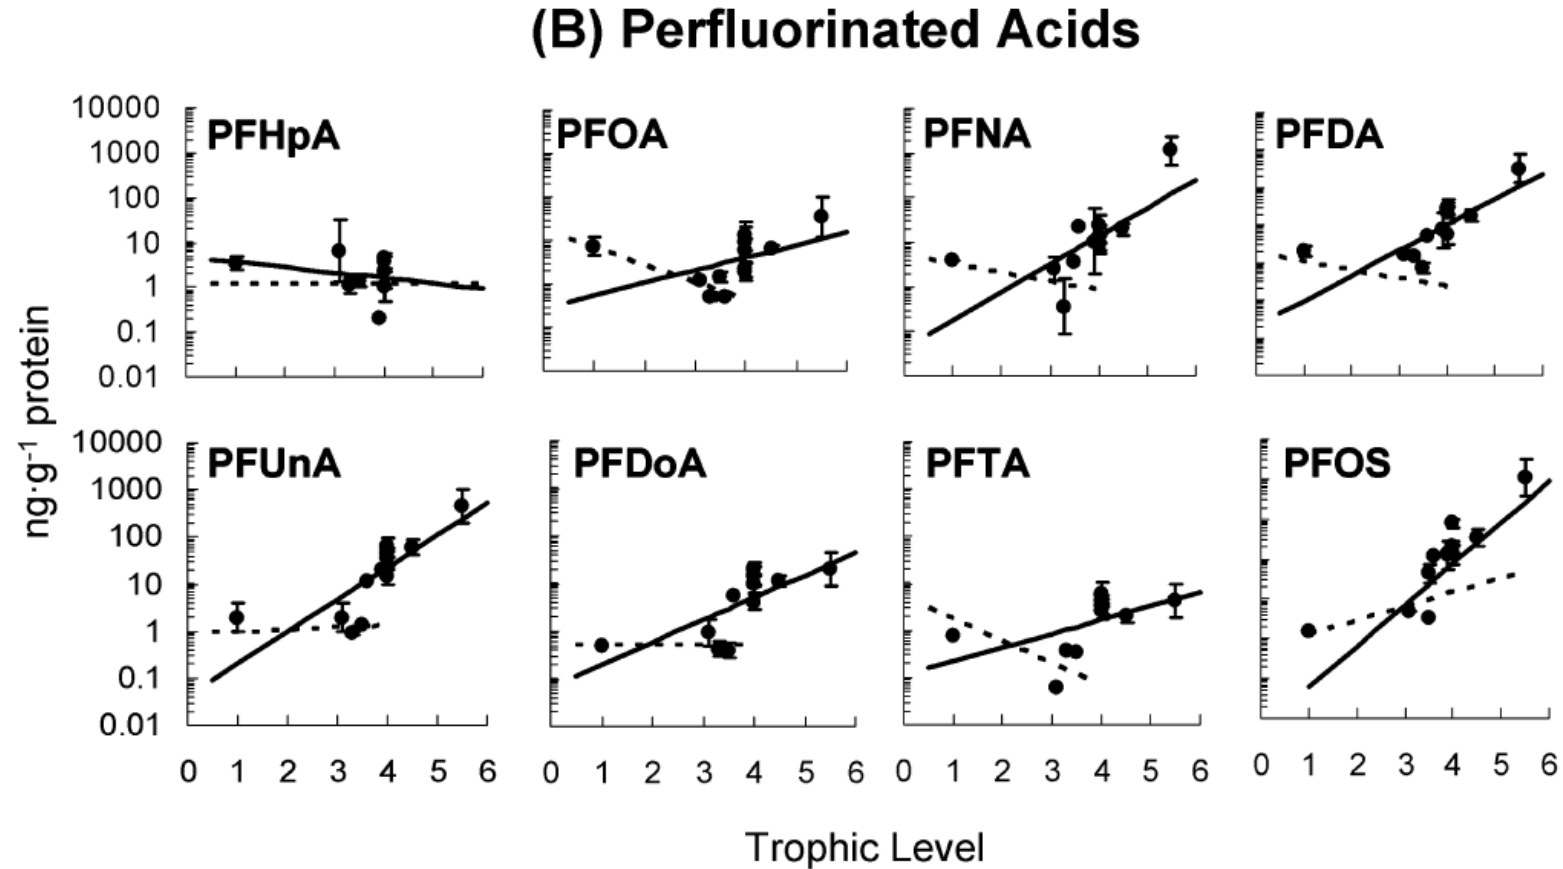 (B) Perfluorinated Acids
10000
1000
100
10
1
0.1
0.01
PFHpA
PFOA
PFNA
PFDA
ng·g⁻¹ protein
10000
1000
100
10
1
0.1
0.01
PFUnA
PFDoA
PFTA
PFOS
0 1 2 3 4 5 6
0 1 2 3 4 5 6
0 1 2 3 4 5 6
0 1 2 3 4 5 6
Trophic Level